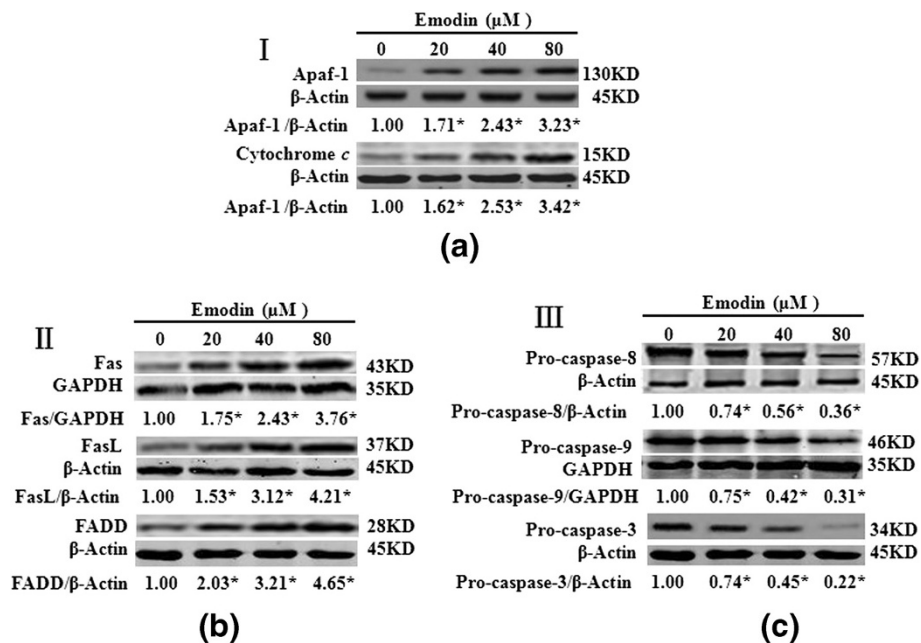 Emodin (μM )
I
0 20 40 80
Apaf-1 130KD
β-Actin 45KD
Apaf-1/β-Actin 1.00 1.71* 2.43* 3.23*
Cytochrome c 15KD
β-Actin 45KD
Apaf-1/β-Actin 1.00 1.62* 2.53* 3.42*
(a)
Emodin (μM )
II
0 20 40 80
Fas 43KD
GAPDH 35KD
Fas/GAPDH 1.00 1.75* 2.43* 3.76*
FasL 37KD
β-Actin 45KD
FasL/β-Actin 1.00 1.53* 3.12* 4.21*
FADD 28KD
β-Actin 45KD
FADD/β-Actin 1.00 2.03* 3.21* 4.65*
(b)
Emodin (μM )
III
0 20 40 80
Pro-caspase-8 57KD
β-Actin 45KD
Pro-caspase-8/β-Actin 1.00 0.74* 0.56* 0.36*
Pro-caspase-9 46KD
GAPDH 35KD
Pro-caspase-9/GAPDH 1.00 0.75* 0.42* 0.31*
Pro-caspase-3 34KD
β-Actin 45KD
Pro-caspase-3/β-Actin 1.00 0.74* 0.45* 0.22*
(c)